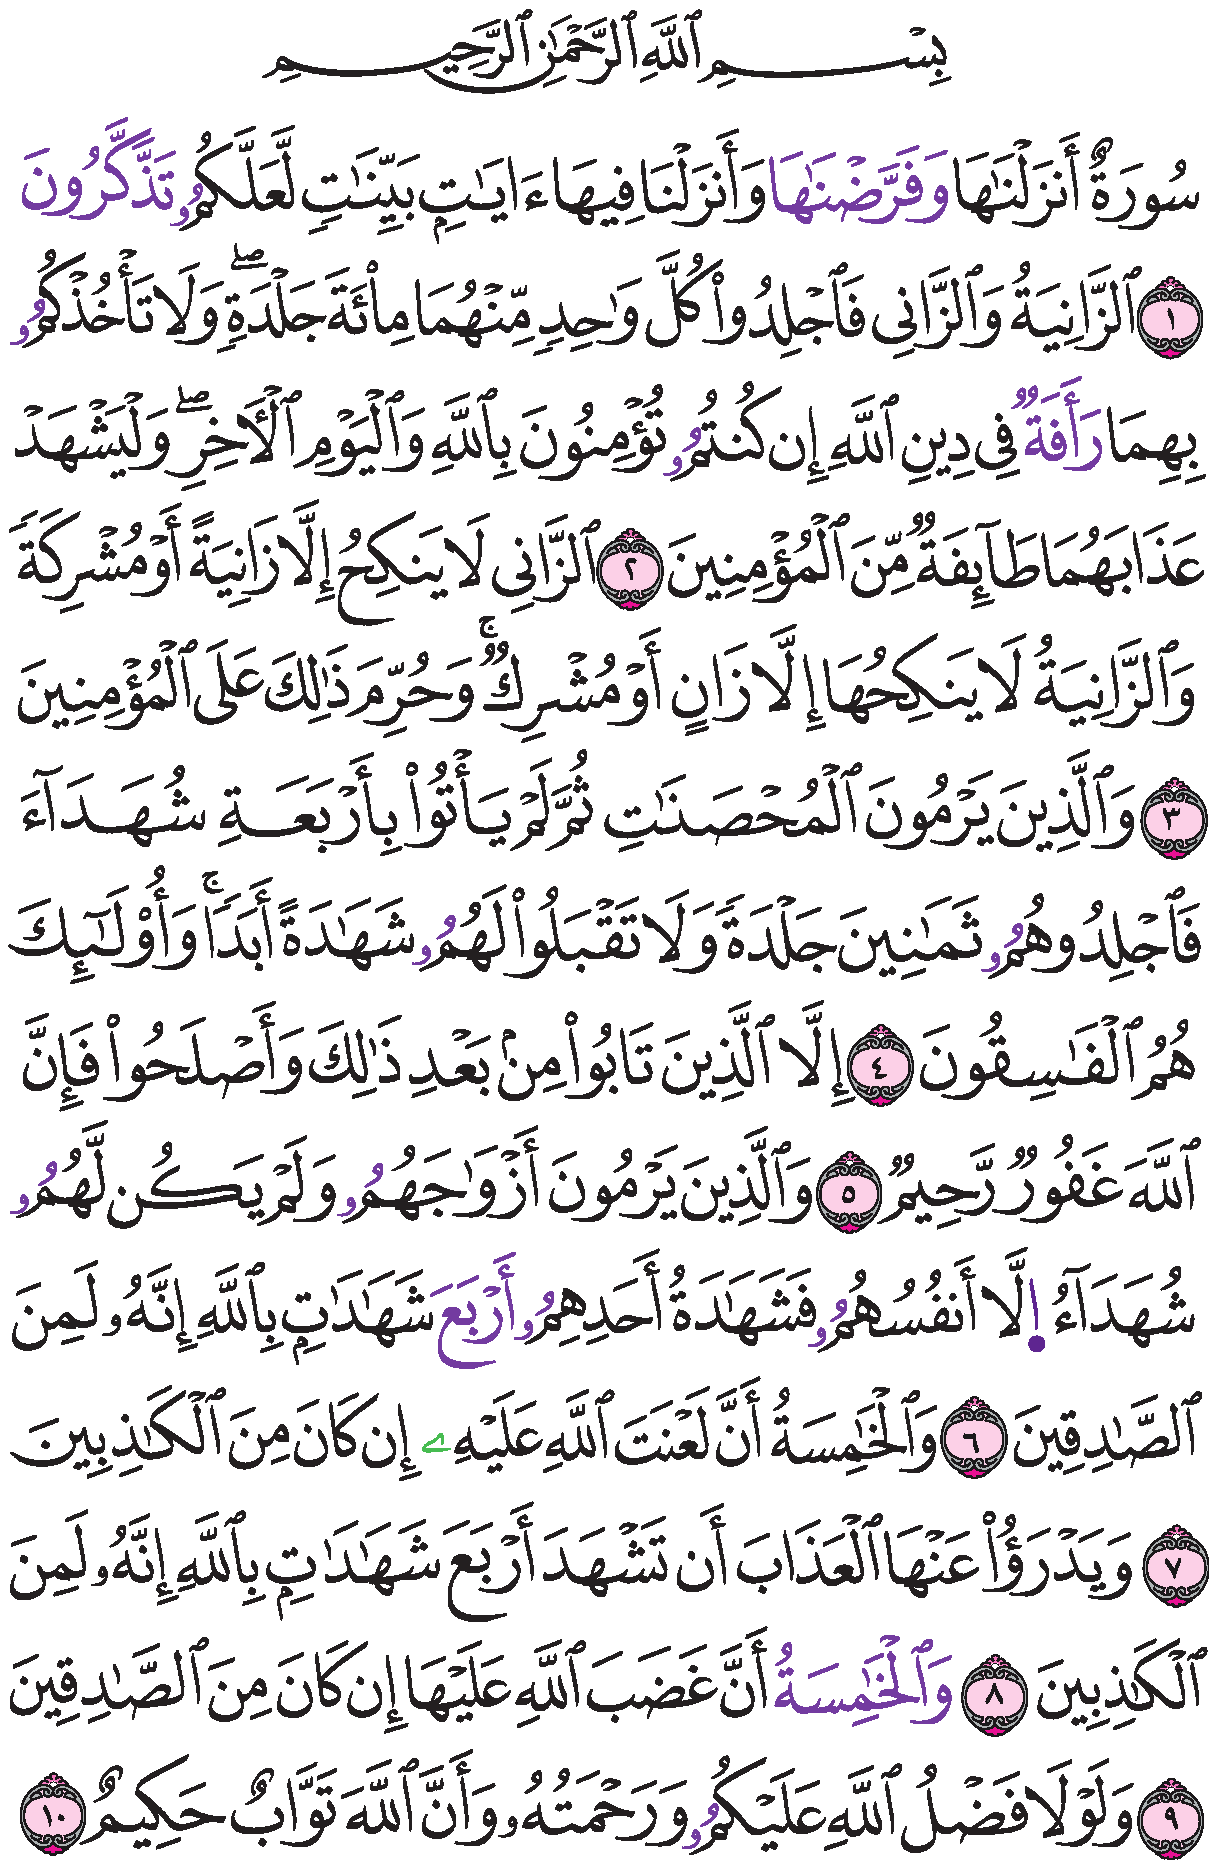 بِسْمِ ٱللَّهِ ٱلرَّحْمَٰنِ ٱلرَّحِيمِ
سُورَةٌ أَنزَلْنَٰهَا وَفَرَّضْنَٰهَا وَأَنزَلْنَا فِيهَا ءَايَٰتِۭ بَيِّنَٰتٍ لَّعَلَّكُمُۥ تَذَّكَّرُونَ
١ ٱلزَّانِيَةُ وَٱلزَّانِى فَٱجْلِدُوا۟ كُلَّ وَٰحِدٍ مِّنْهُمَا مِا۟ئَةَ جَلْدَةٍ ۖ وَلَا تَأْخُذْكُمُۥ
بِهِمَا رَأَفَةٌ فِى دِينِ ٱللَّهِ إِن كُنتُمُۥ تُؤْمِنُونَ بِٱللَّهِ وَٱلْيَوْمِ ٱلْـَٔاخِرِ ۖ وَلْيَشْهَدْ
عَذَابَهُمَا طَآئِفَةٌ مِّنَ ٱلْمُؤْمِنِينَ ٢ ٱلزَّانِى لَا يَنكِحُ إِلَّا زَانِيَةً أَوْ مُشْرِكَةً
وَٱلزَّانِيَةُ لَا يَنكِحُهَا إِلَّا زَانٍ أَوْ مُشْرِكٌ ۚ وَحُرِّمَ ذَٰلِكَ عَلَى ٱلْمُؤْمِنِينَ
٣ وَٱلَّذِينَ يَرْمُونَ ٱلْمُحْصَنَٰتِ ثُمَّ لَمْ يَأْتُوا۟ بِأَرْبَعَةِ شُهَدَآءَ
فَٱجْلِدُوهُمُۥ ثَمَٰنِينَ جَلْدَةً وَلَا تَقْبَلُوا۟ لَهُمُۥ شَهَٰدَةً أَبَدًا ۚ وَأُو۟لَٰٓئِكَ
هُمُ ٱلْفَٰسِقُونَ ٤ إِلَّا ٱلَّذِينَ تَابُوا۟ مِنۢ بَعْدِ ذَٰلِكَ وَأَصْلَحُوا۟ فَإِنَّ
ٱللَّهَ غَفُورٌ رَّحِيمٌ ٥ وَٱلَّذِينَ يَرْمُونَ أَزْوَٰجَهُمُۥ وَلَمْ يَكُن لَّهُمُۥ
شُهَدَآءُ ٱ۪لَّا أَنفُسُهُمُۥ فَشَهَٰدَةُ أَحَدِهِمُۥ أَرْبَعَ شَهَٰدَٰتِۭ بِٱللَّهِ إِنَّهُۥ لَمِنَ
ٱلصَّٰدِقِينَ ٦ وَٱلْخَٰمِسَةُ أَنَّ لَعْنَتَ ٱللَّهِ عَلَيْهِۦ إِن كَانَ مِنَ ٱلْكَٰذِبِينَ
٧ وَيَدْرَؤُا۟ عَنْهَا ٱلْعَذَابَ أَن تَشْهَدَ أَرْبَعَ شَهَٰدَٰتِۭ بِٱللَّهِ إِنَّهُۥ لَمِنَ
ٱلْكَٰذِبِينَ ٨ وَٱلْخَٰمِسَةُ أَنَّ غَضَبَ ٱللَّهِ عَلَيْهَا إِن كَانَ مِنَ ٱلصَّٰدِقِينَ
٩ وَلَوْلَا فَضْلُ ٱللَّهِ عَلَيْكُمُۥ وَرَحْمَتُهُۥ وَأَنَّ ٱللَّهَ تَوَّابٌ حَكِيمٌ ١٠